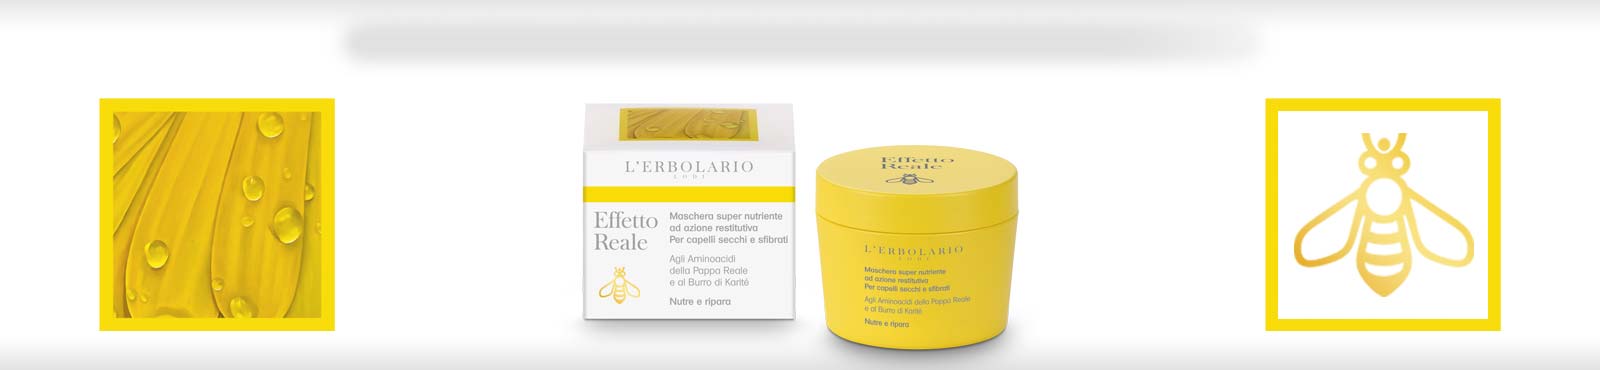 L'ERBOLARIO
LODI
Effetto
Reale
Maschera super nutriente
ad azione restitutiva
Per capelli secchi e sfibrati
Agli Aminoacidi
della Pappa Reale
e al Burro di Karité
Nutre e ripara
Effetto
Reale
L'ERBOLARIO
LODI
Maschera super nutriente
ad azione restitutiva
Per capelli secchi e sfibrati
Agli Aminoacidi della Pappa Reale
e al Burro di Karité
Nutre e ripara